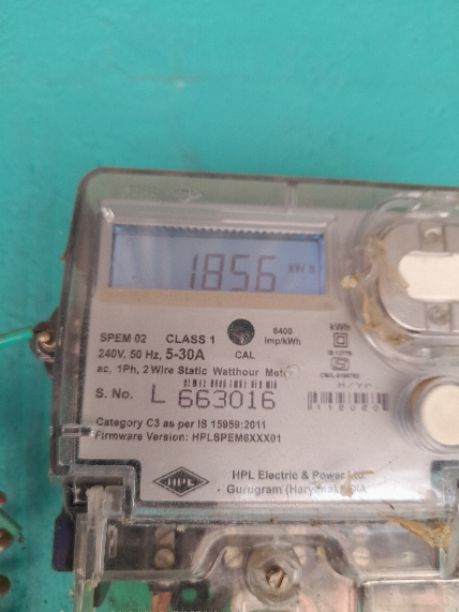 1856 kWh
SPEM 02 CLASS 1 6400 imp/kWh kWh
240V, 50 Hz, 5-30A CAL
ac, 1Ph, 2 Wire Static Watthour Meter
S. No. L 663016
Category C3 as per IS 15959:2011
Firmware Version: HPLSPEM6XXX01
HPL HPL Electric & Power Ltd.
Gurugram (Haryana), INDIA